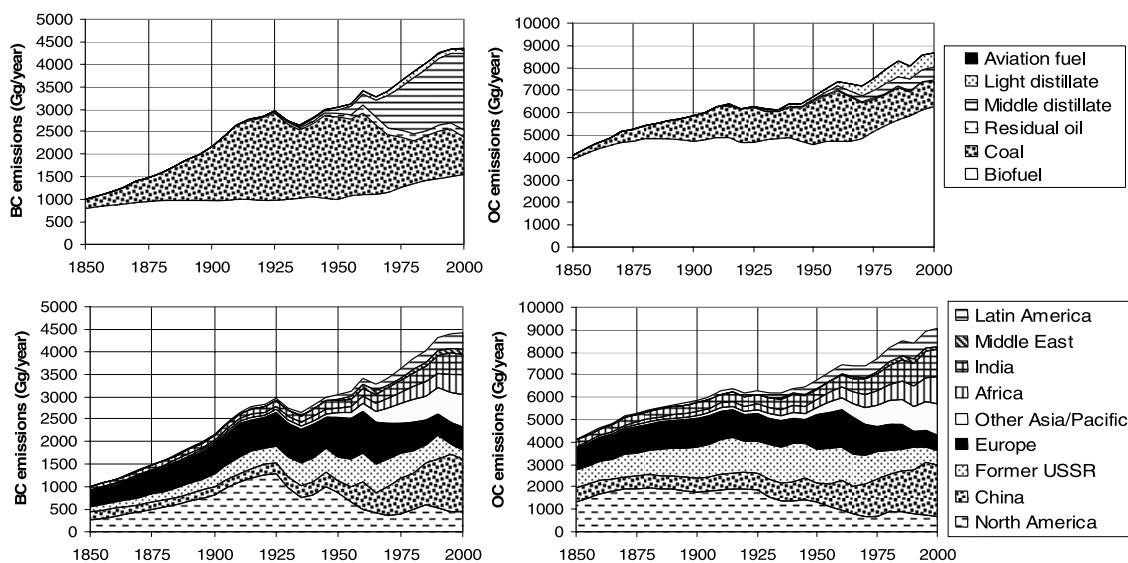 BC emissions (Gg/year)
5000
4500
4000
3500
3000
2500
2000
1500
1000
500
0
1850 1875 1900 1925 1950 1975 2000
OC emissions (Gg/year)
10000
9000
8000
7000
6000
5000
4000
3000
2000
1000
0
1850 1875 1900 1925 1950 1975 2000
Aviation fuel
Light distillate
Middle distillate
Residual oil
Coal
Biofuel
BC emissions (Gg/year)
5000
4500
4000
3500
3000
2500
2000
1500
1000
500
0
1850 1875 1900 1925 1950 1975 2000
OC emissions (Gg/year)
10000
9000
8000
7000
6000
5000
4000
3000
2000
1000
0
1850 1875 1900 1925 1950 1975 2000
Latin America
Middle East
India
Africa
Other Asia/Pacific
Europe
Former USSR
China
North America